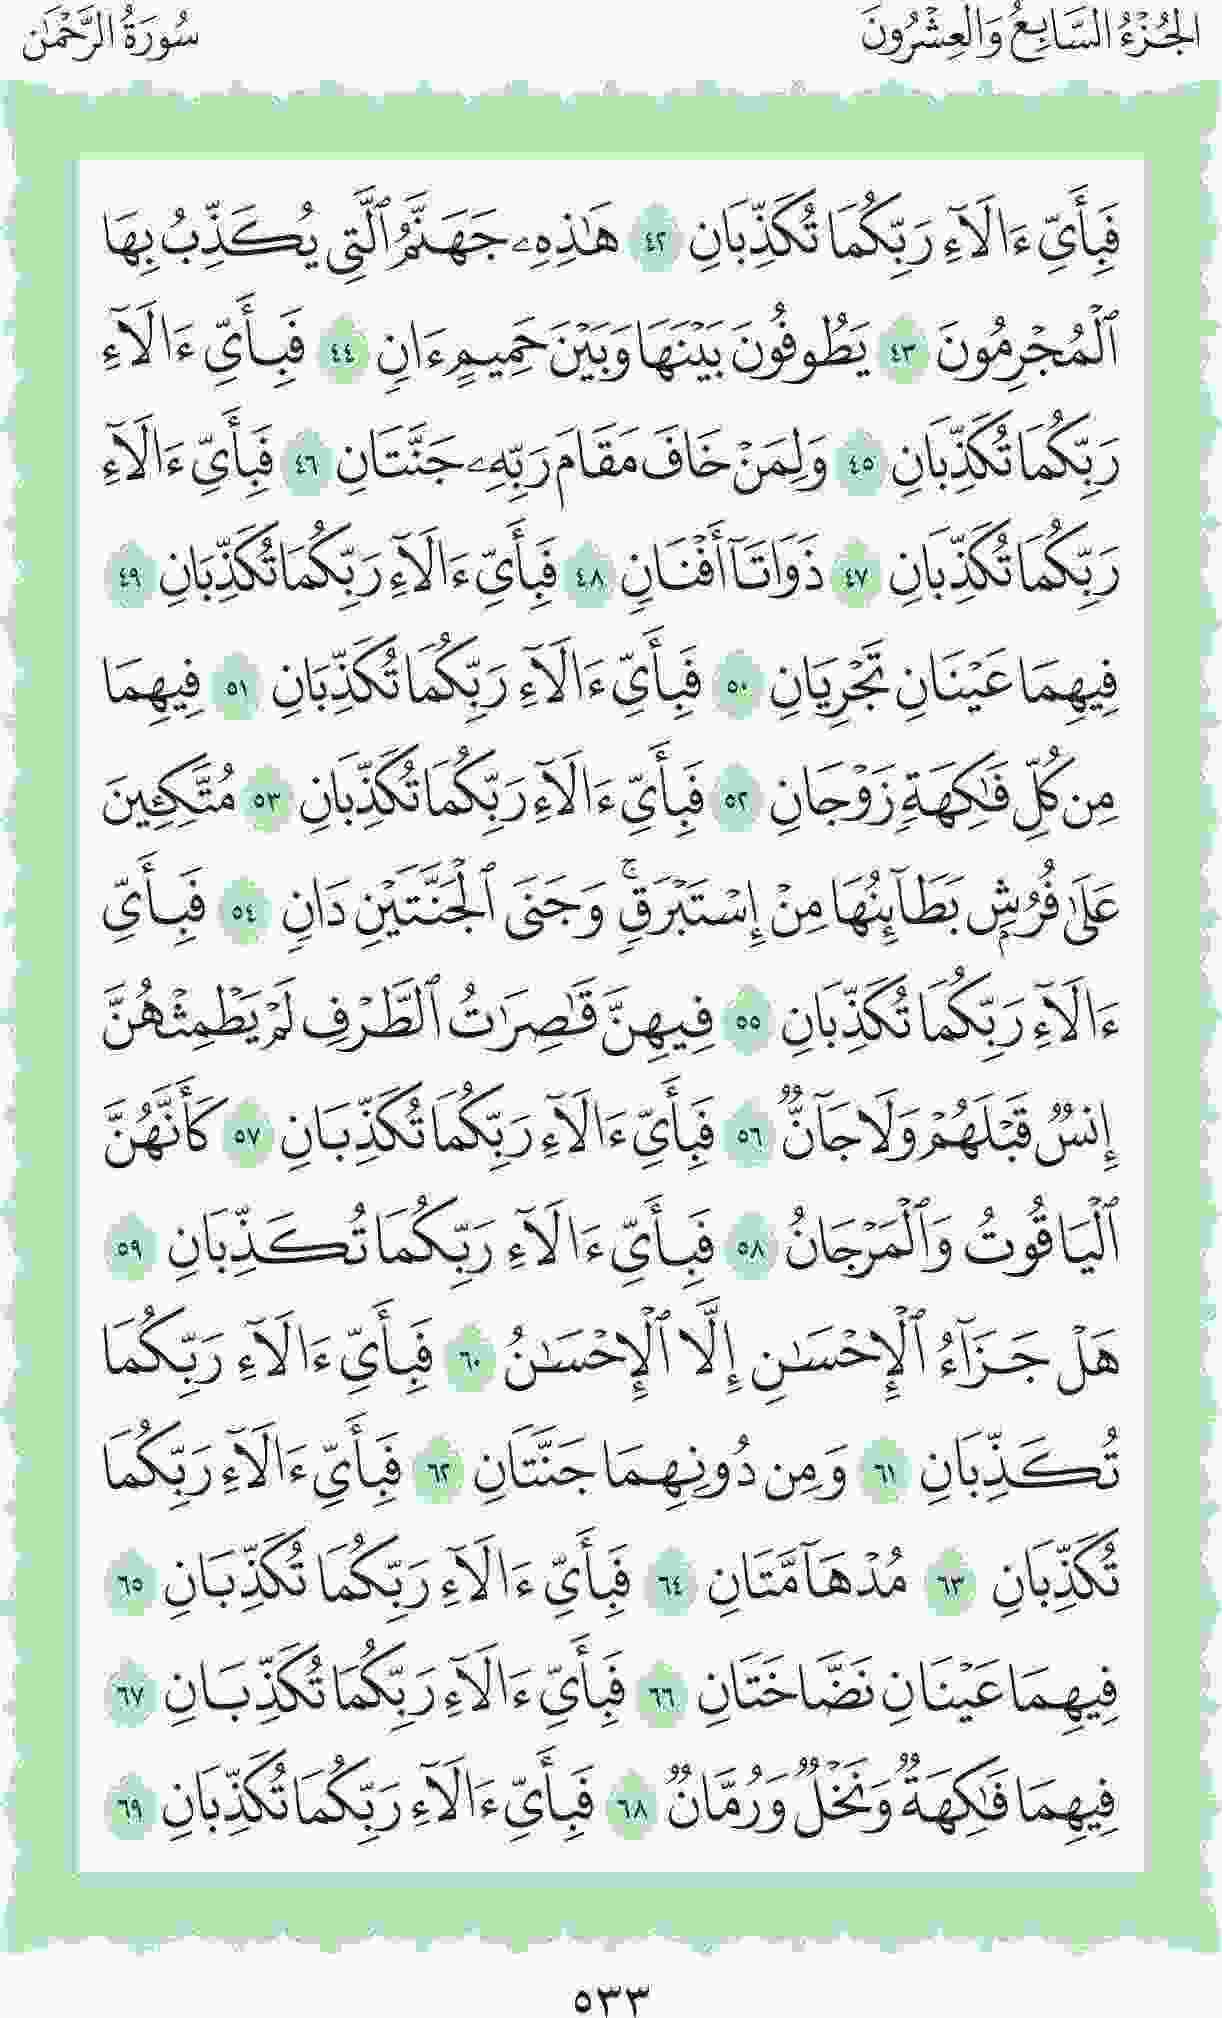 الجُزْءُ السَّابِعُ وَالعِشْرُونَ
سُورَةُ الرَّحْمٰن
فَبِأَيِّ ءَالَآءِ رَبِّكُمَا تُكَذِّبَانِ ٤٢ هَٰذِهِۦ جَهَنَّمُ ٱلَّتِي يُكَذِّبُ بِهَا
ٱلْمُجْرِمُونَ ٤٣ يَطُوفُونَ بَيْنَهَا وَبَيْنَ حَمِيمٍ ءَانٖ ٤٤ فَبِأَيِّ ءَالَآءِ
رَبِّكُمَا تُكَذِّبَانِ ٤٥ وَلِمَنْ خَافَ مَقَامَ رَبِّهِۦ جَنَّتَانِ ٤٦ فَبِأَيِّ ءَالَآءِ
رَبِّكُمَا تُكَذِّبَانِ ٤٧ ذَوَاتَآ أَفْنَانٖ ٤٨ فَبِأَيِّ ءَالَآءِ رَبِّكُمَا تُكَذِّبَانِ ٤٩
فِيهِمَا عَيْنَانِ تَجْرِيَانِ ٥٠ فَبِأَيِّ ءَالَآءِ رَبِّكُمَا تُكَذِّبَانِ ٥١ فِيهِمَا
مِن كُلِّ فَٰكِهَةٖ زَوْجَانِ ٥٢ فَبِأَيِّ ءَالَآءِ رَبِّكُمَا تُكَذِّبَانِ ٥٣ مُتَّكِـِٔينَ
عَلَىٰ فُرُشِۭ بَطَآئِنُهَا مِنْ إِسْتَبْرَقٖۚ وَجَنَى ٱلْجَنَّتَيْنِ دَانٖ ٥٤ فَبِأَيِّ
ءَالَآءِ رَبِّكُمَا تُكَذِّبَانِ ٥٥ فِيهِنَّ قَٰصِرَٰتُ ٱلطَّرْفِ لَمْ يَطْمِثْهُنَّ
إِنسٞ قَبْلَهُمْ وَلَا جَآنّٞ ٥٦ فَبِأَيِّ ءَالَآءِ رَبِّكُمَا تُكَذِّبَانِ ٥٧ كَأَنَّهُنَّ
ٱلْيَاقُوتُ وَٱلْمَرْجَانُ ٥٨ فَبِأَيِّ ءَالَآءِ رَبِّكُمَا تُكَذِّبَانِ ٥٩
هَلْ جَزَآءُ ٱلْإِحْسَٰنِ إِلَّا ٱلْإِحْسَٰنُ ٦٠ فَبِأَيِّ ءَالَآءِ رَبِّكُمَا
تُكَذِّبَانِ ٦١ وَمِن دُونِهِمَا جَنَّتَانِ ٦٢ فَبِأَيِّ ءَالَآءِ رَبِّكُمَا
تُكَذِّبَانِ ٦٣ مُدْهَآمَّتَانِ ٦٤ فَبِأَيِّ ءَالَآءِ رَبِّكُمَا تُكَذِّبَانِ ٦٥
فِيهِمَا عَيْنَانِ نَضَّاخَتَانِ ٦٦ فَبِأَيِّ ءَالَآءِ رَبِّكُمَا تُكَذِّبَانِ ٦٧
فِيهِمَا فَٰكِهَةٞ وَنَخْلٞ وَرُمَّانٞ ٦٨ فَبِأَيِّ ءَالَآءِ رَبِّكُمَا تُكَذِّبَانِ ٦٩
٥٣٣